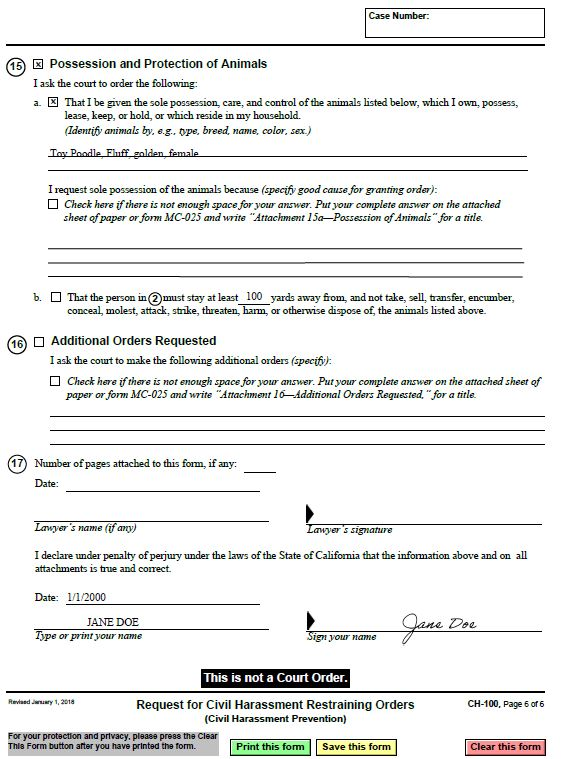 Case Number:
15 x Possession and Protection of Animals
I ask the court to order the following:
a. x That I be given the sole possession, care, and control of the animals listed below, which I own, possess,
lease, keep, or hold, or which reside in my household.
(Identify animals by, e.g., type, breed, name, color, sex.)
Toy Poodle, Fluff, golden, female
I request sole possession of the animals because (specify good cause for granting order):
Check here if there is not enough space for your answer. Put your complete answer on the attached
sheet of paper or form MC-025 and write "Attachment 15a—Possession of Animals" for a title.
b. That the person in 2 must stay at least 100 yards away from, and not take, sell, transfer, encumber,
conceal, molest, attack, strike, threaten, harm, or otherwise dispose of, the animals listed above.
16 Additional Orders Requested
I ask the court to make the following additional orders (specify):
Check here if there is not enough space for your answer. Put your complete answer on the attached sheet of
paper or form MC-025 and write "Attachment 16—Additional Orders Requested," for a title.
17 Number of pages attached to this form, if any:
Date:
Lawyer's name (if any) Lawyer's signature
I declare under penalty of perjury under the laws of the State of California that the information above and on all
attachments is true and correct.
Date: 1/1/2000
JANE DOE Jane Doe
Type or print your name Sign your name
This is not a Court Order.
Revised January 1, 2018 Request for Civil Harassment Restraining Orders CH-100, Page 6 of 6
(Civil Harassment Prevention)
For your protection and privacy, please press the Clear
This Form button after you have printed the form.
Print this form Save this form Clear this form